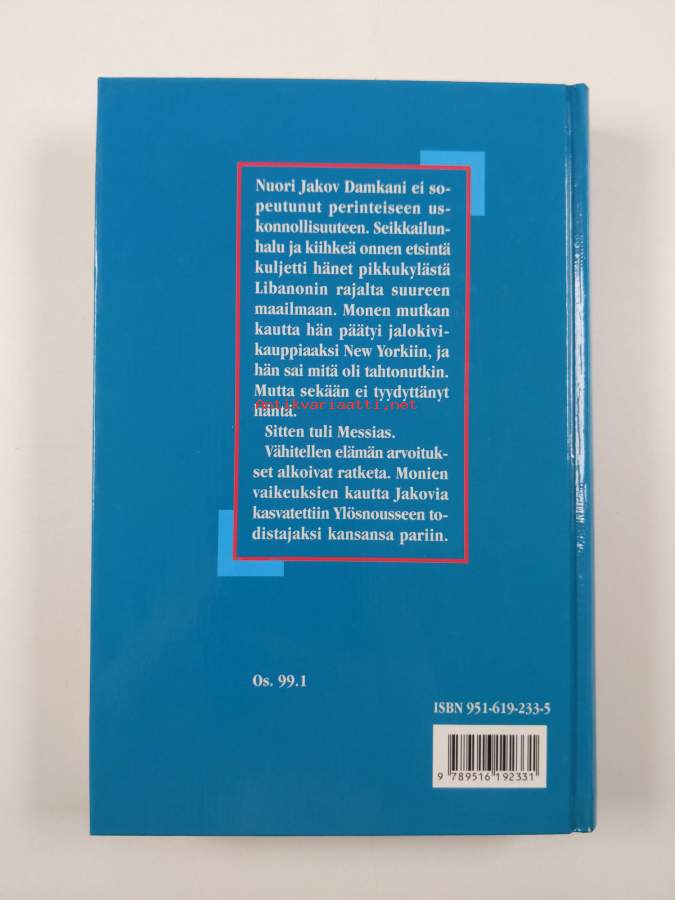 Nuori Jakov Damkani ei so-
peutunut perinteiseen us-
konnollisuuteen. Seikkailun-
halu ja kiihkeä onnen etsintä
kuljetti hänet pikkukylästä
Libanonin rajalta suureen
maailmaan. Monen mutkan
kautta hän päätyi jalokivi-
kauppiaaksi New Yorkiin, ja
hän sai mitä oli tahtonutkin.
Mutta sekään ei tyydyttänyt
Antikvariaatti.net
häntä.
Sitten tuli Messias.
Vähitellen elämän arvoituk-
set alkoivat ratketa. Monien
vaikeuksien kautta Jakovia
kasvatettiin Ylösnousseen to-
distajaksi kansansa pariin.
Os. 99.1
ISBN 951-619-233-5
9 789516 192331